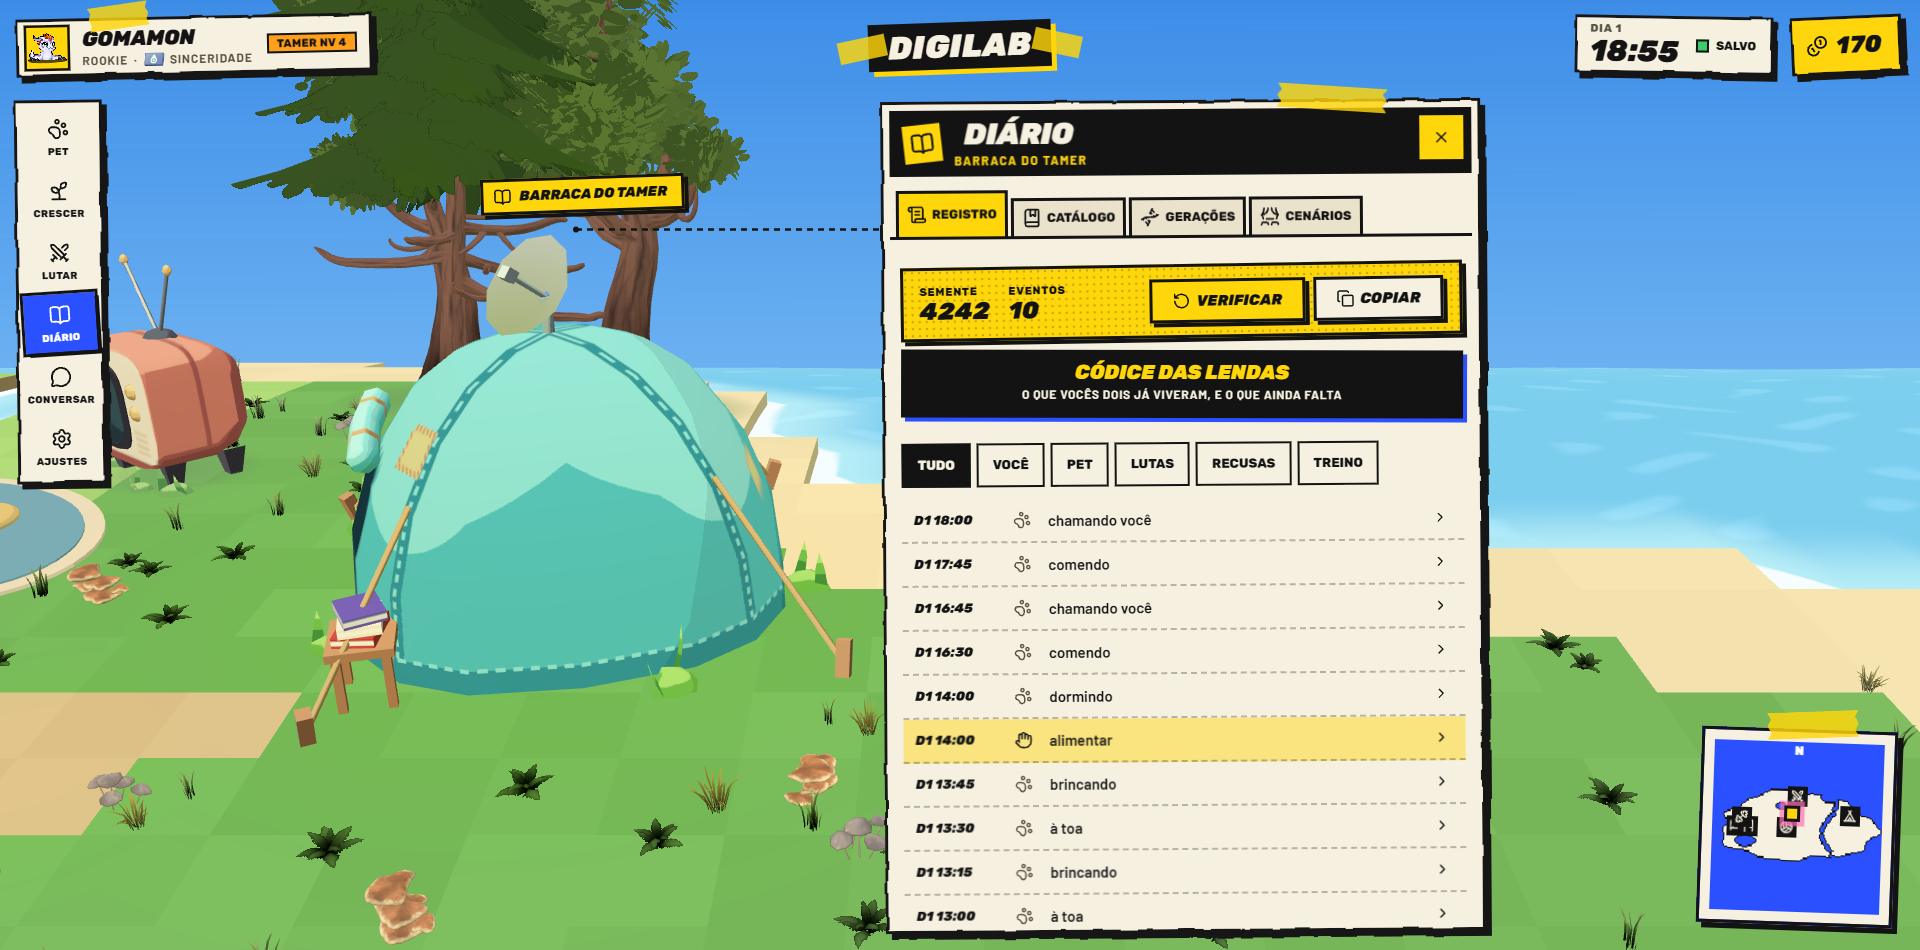 GOMAMON
TAMER NV 4
ROOKIE · SINCERIDADE
DIGILAB
DIA 1
18:55
SALVO
170
PET
CRESCER
LUTAR
DIÁRIO
CONVERSAR
AJUSTES
BARRACA DO TAMER
DIÁRIO
BARRACA DO TAMER
REGISTRO
CATÁLOGO
GERAÇÕES
CENÁRIOS
SEMENTE
4242
EVENTOS
10
VERIFICAR
COPIAR
CÓDICE DAS LENDAS
O QUE VOCÊS DOIS JÁ VIVERAM, E O QUE AINDA FALTA
TUDO
VOCÊ
PET
LUTAS
RECUSAS
TREINO
D1 18:00 chamando você
D1 17:45 comendo
D1 16:45 chamando você
D1 16:30 comendo
D1 14:00 dormindo
D1 14:00 alimentar
D1 13:45 brincando
D1 13:30 à toa
D1 13:15 brincando
D1 13:00 à toa
N